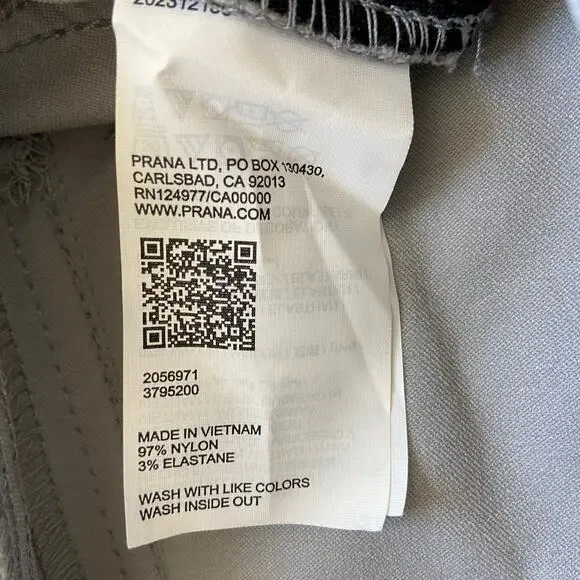 PRANA LTD, PO BOX 130430,
CARLSBAD, CA 92013
RN124977/CA00000
WWW.PRANA.COM
2056971
3795200
MADE IN VIETNAM
97% NYLON
3% ELASTANE
WASH WITH LIKE COLORS
WASH INSIDE OUT